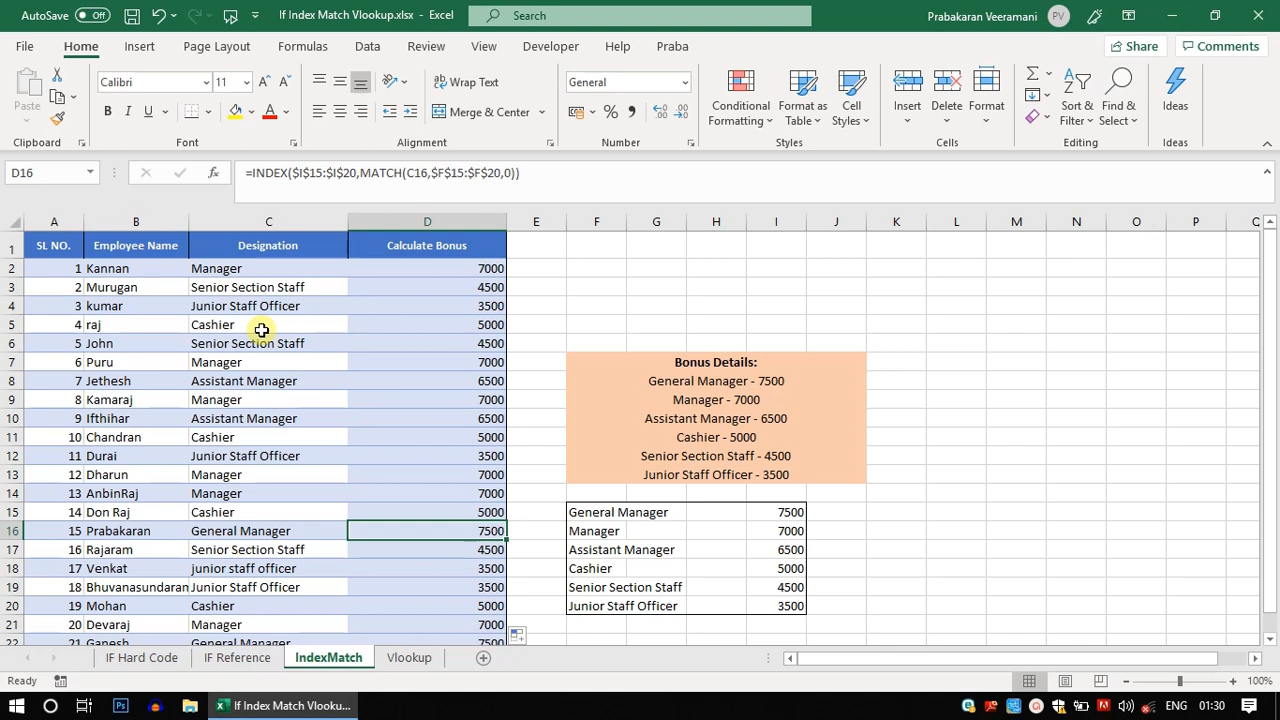 AutoSave Off If Index Match Vlookup.xlsx - Excel Search Prabakaran Veeramani PV
File Home Insert Page Layout Formulas Data Review View Developer Help Praba Share Comments
Paste Calibri 11 Wrap Text General Conditional Formatting Format as Table Cell Styles Insert Delete Format Sort & Filter Find & Select Ideas
B I U A Merge & Center % ,
Clipboard Font Alignment Number Styles Cells Editing Ideas
D16 fx =INDEX($I$15:$I$20,MATCH(C16,$F$15:$F$20,0))
A B C D E F G H I J K L M N O P Q
1 SL NO. Employee Name Designation Calculate Bonus
2 1 Kannan Manager 7000
3 2 Murugan Senior Section Staff 4500
4 3 kumar Junior Staff Officer 3500
5 4 raj Cashier 5000
6 5 John Senior Section Staff 4500
7 6 Puru Manager 7000 Bonus Details:
8 7 Jethesh Assistant Manager 6500 General Manager - 7500
9 8 Kamaraj Manager 7000 Manager - 7000
10 9 Ifthihar Assistant Manager 6500 Assistant Manager - 6500
11 10 Chandran Cashier 5000 Cashier - 5000
12 11 Durai Junior Staff Officer 3500 Senior Section Staff - 4500
13 12 Dharun Manager 7000 Junior Staff Officer - 3500
14 13 AnbinRaj Manager 7000
15 14 Don Raj Cashier 5000 General Manager 7500
16 15 Prabakaran General Manager 7500 Manager 7000
17 16 Rajaram Senior Section Staff 4500 Assistant Manager 6500
18 17 Venkat junior staff officer 3500 Cashier 5000
19 18 Bhuvanasundaran Junior Staff Officer 3500 Senior Section Staff 4500
20 19 Mohan Cashier 5000 Junior Staff Officer 3500
21 20 Devaraj Manager 7000
22 21 Ganesh General Manager 7500
IF Hard Code IF Reference IndexMatch Vlookup
Ready 100%
If Index Match Vlooku... ENG 01:30